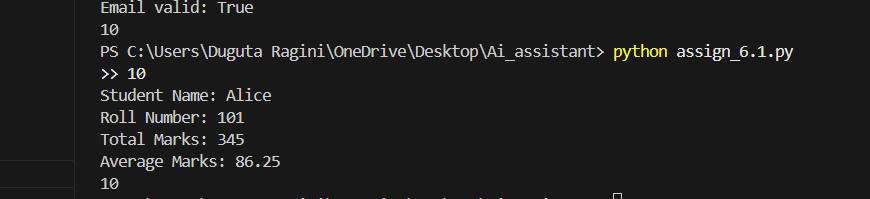 Email valid: True
10
PS C:\Users\Duguta Ragini\OneDrive\Desktop\Ai_assistant> python assign_6.1.py
>> 10
Student Name: Alice
Roll Number: 101
Total Marks: 345
Average Marks: 86.25
10